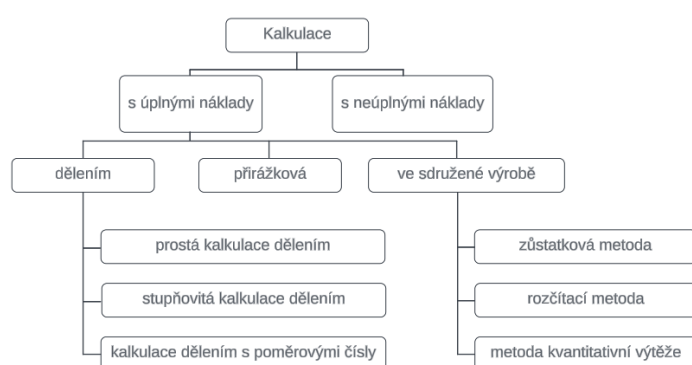 Kalkulace
s úplnými náklady
s neúplnými náklady
dělením
přirážková
ve sdružené výrobě
prostá kalkulace dělením
stupňovitá kalkulace dělením
kalkulace dělením s poměrovými čísly
zůstatková metoda
rozčítací metoda
metoda kvantitativní výtěže